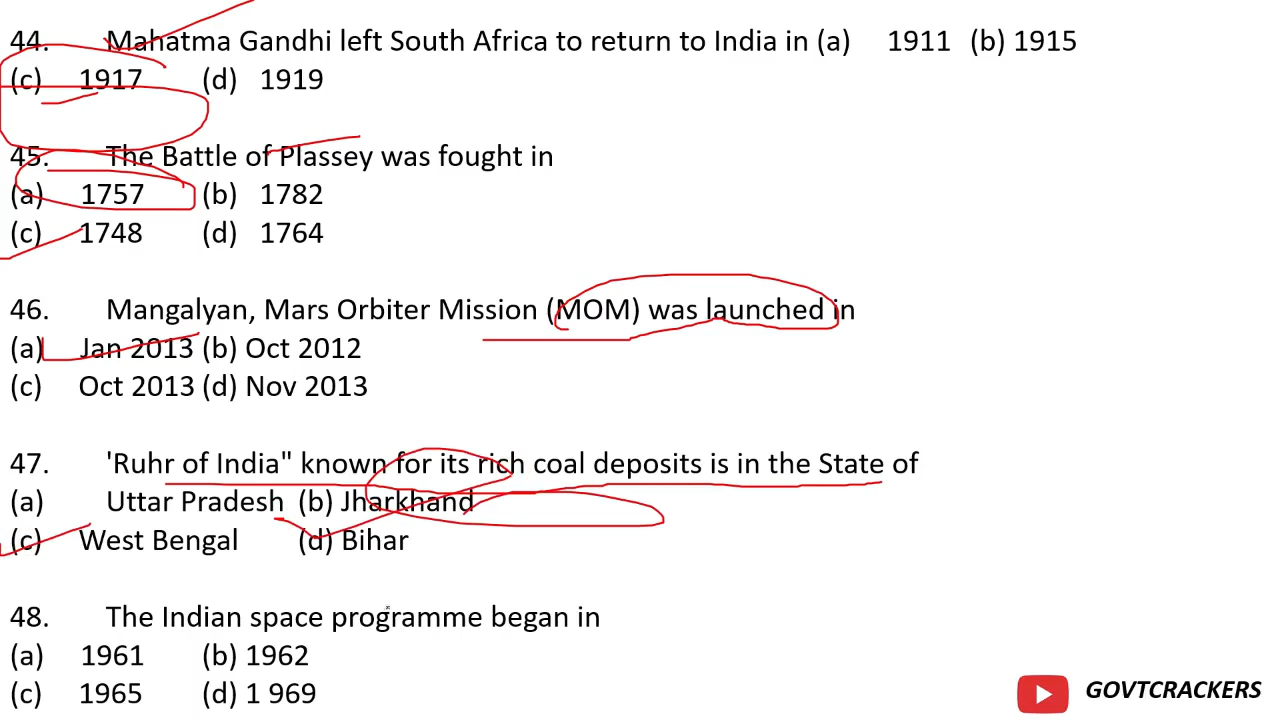 44. Mahatma Gandhi left South Africa to return to India in (a) 1911 (b) 1915
(c) 1917 (d) 1919
45. The Battle of Plassey was fought in
(a) 1757 (b) 1782
(c) 1748 (d) 1764
46. Mangalyan, Mars Orbiter Mission (MOM) was launched in
(a) Jan 2013 (b) Oct 2012
(c) Oct 2013 (d) Nov 2013
47. 'Ruhr of India" known for its rich coal deposits is in the State of
(a) Uttar Pradesh (b) Jharkhand
(c) West Bengal (d) Bihar
48. The Indian space programme began in
(a) 1961 (b) 1962
(c) 1965 (d) 1 969
GOVTCRACKERS